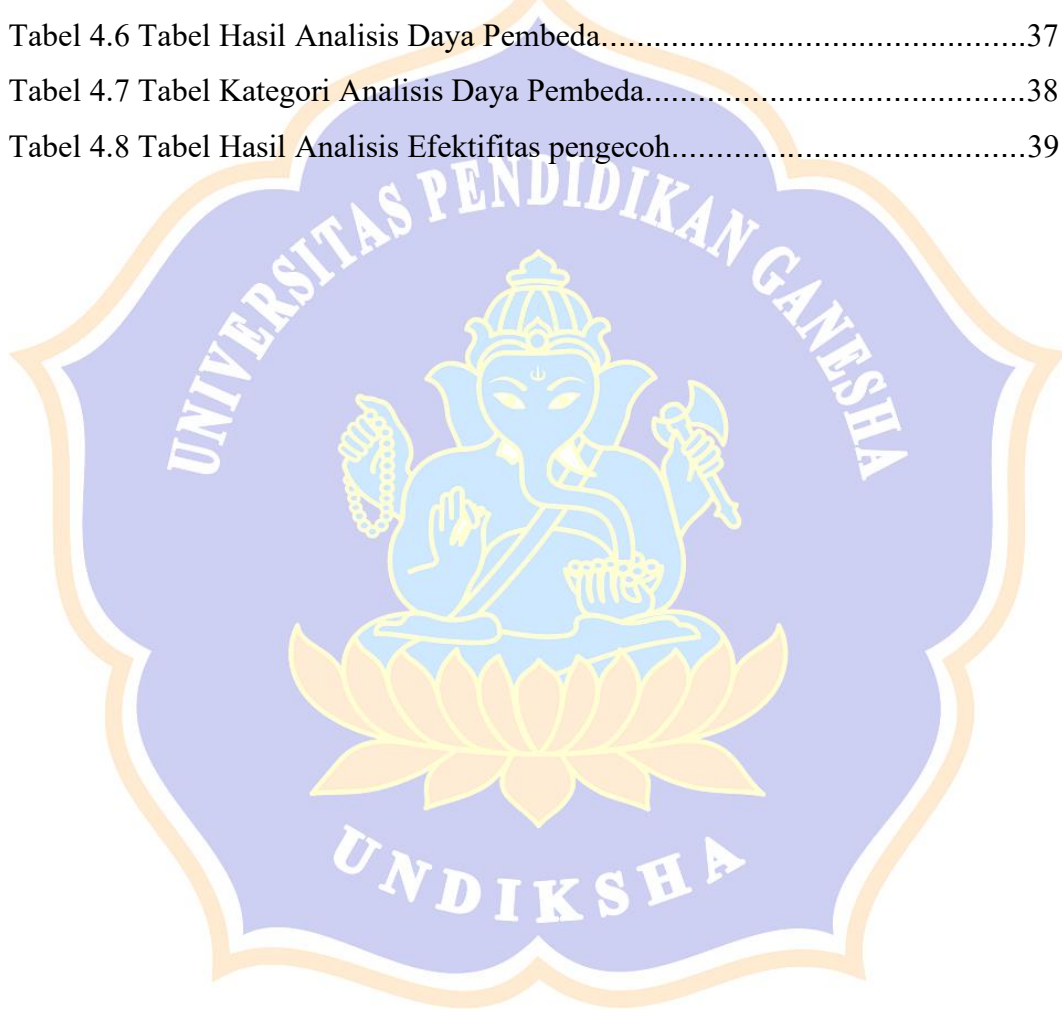 Tabel 4.6 Tabel Hasil Analisis Daya Pembeda................................................37
Tabel 4.7 Tabel Kategori Analisis Daya Pembeda...........................................38
Tabel 4.8 Tabel Hasil Analisis Efektifitas pengecoh........................................39
UNIVERSITAS PENDIDIKAN GANESHA
UNDIKSHA